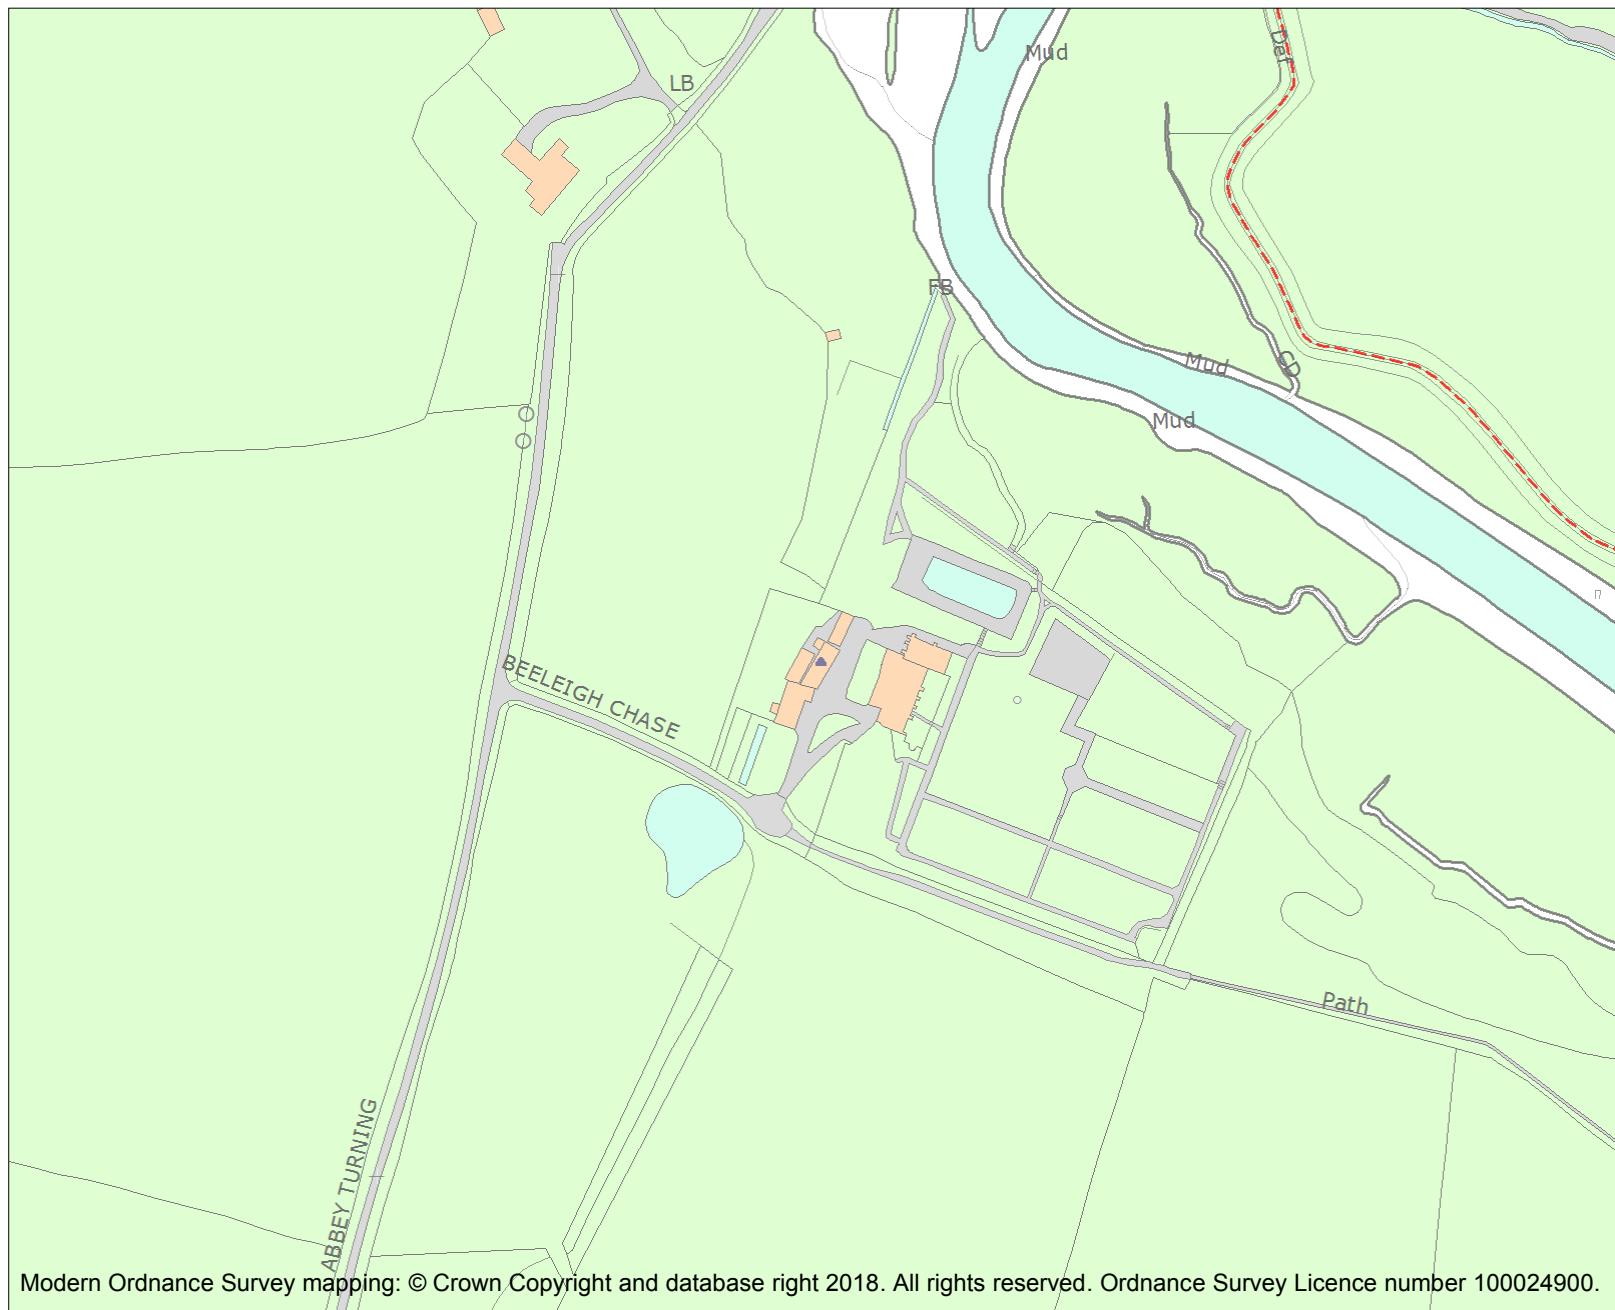 Def
Mud
LB
FB
CD
Mud
Mud
BEELEIGH CHASE
Path
ABBEY TURNING
Modern Ordnance Survey mapping: © Crown Copyright and database right 2018. All rights reserved. Ordnance Survey Licence number 100024900.